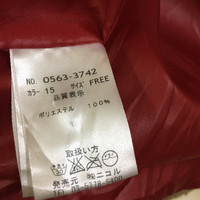 NO. 0563-3742
カラー 15 サイズ FREE
品質表示
ポリエステル 100%
取扱い方
発売元 ㈱ニコル